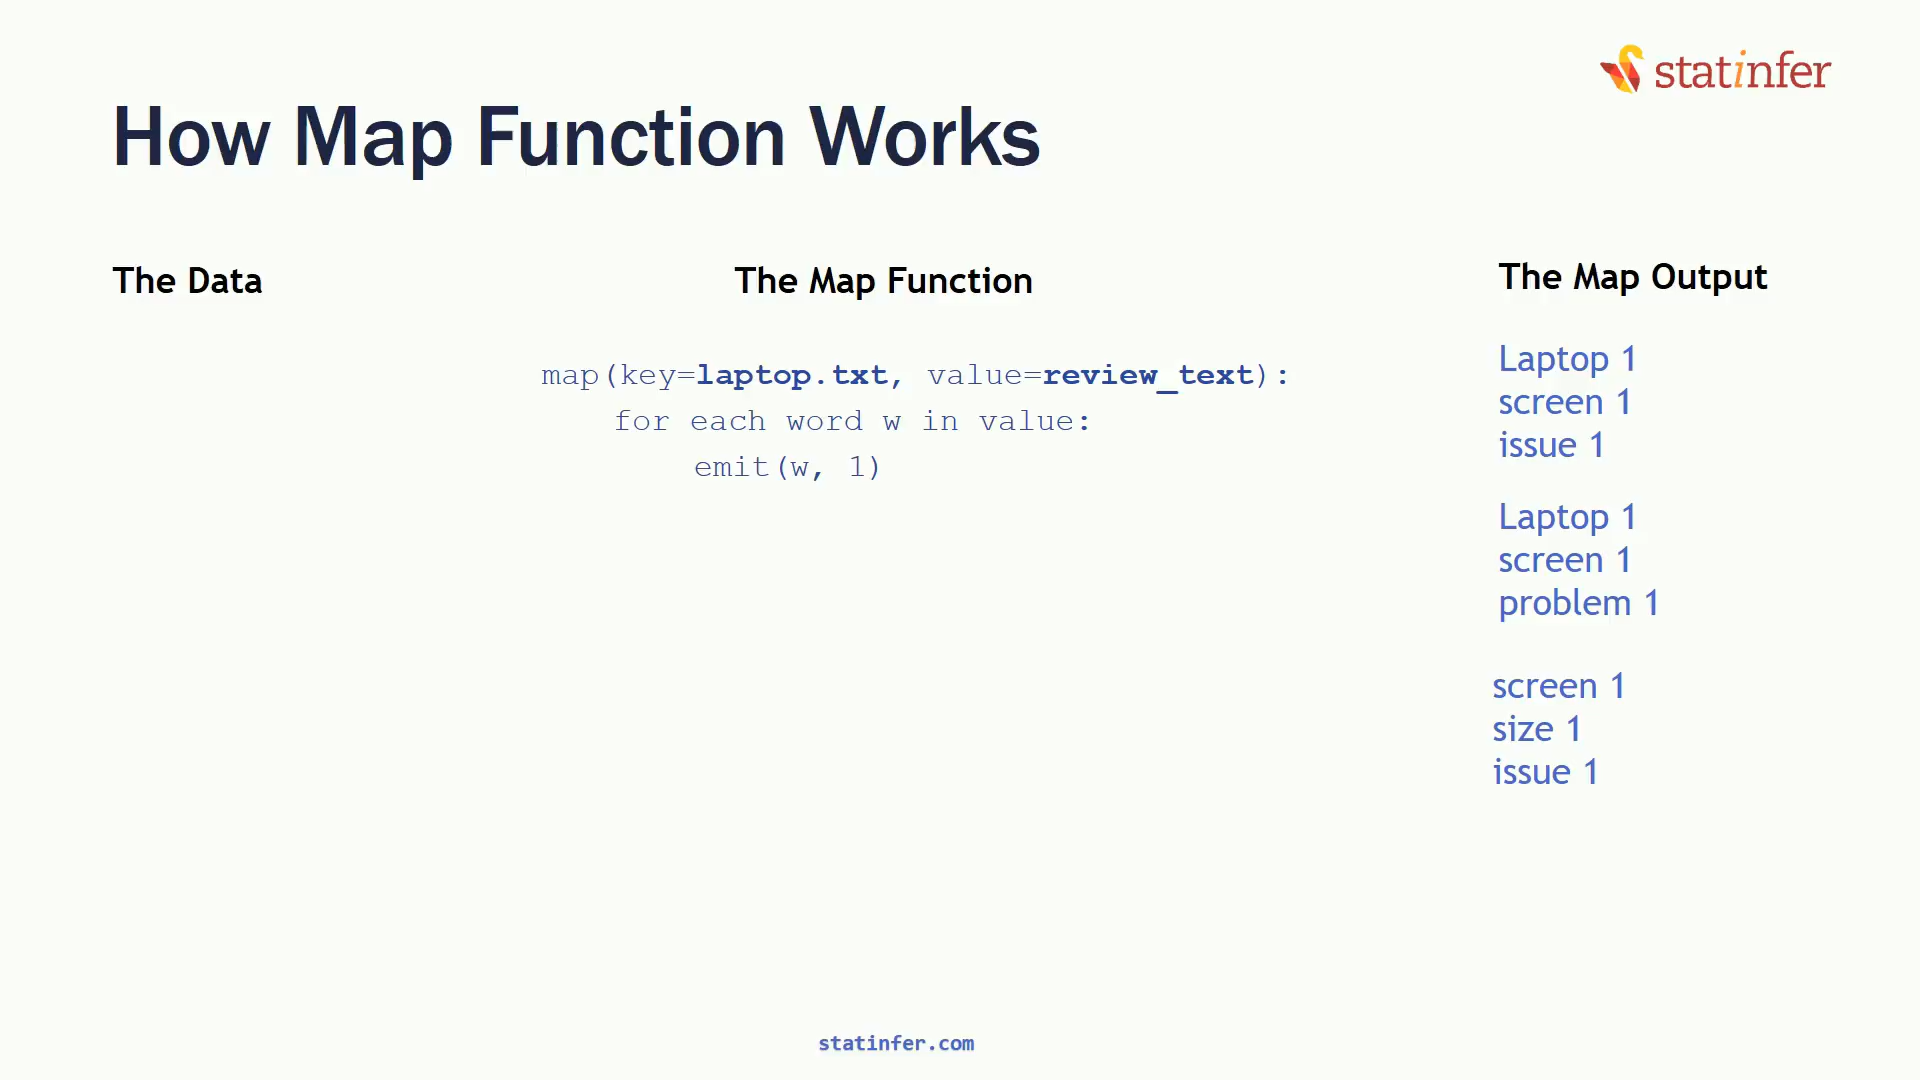 statinfer
How Map Function Works
The Data
The Map Function
map(key=laptop.txt, value=review_text):
for each word w in value:
emit(w, 1)
The Map Output
Laptop 1
screen 1
issue 1
Laptop 1
screen 1
problem 1
screen 1
size 1
issue 1
statinfer.com